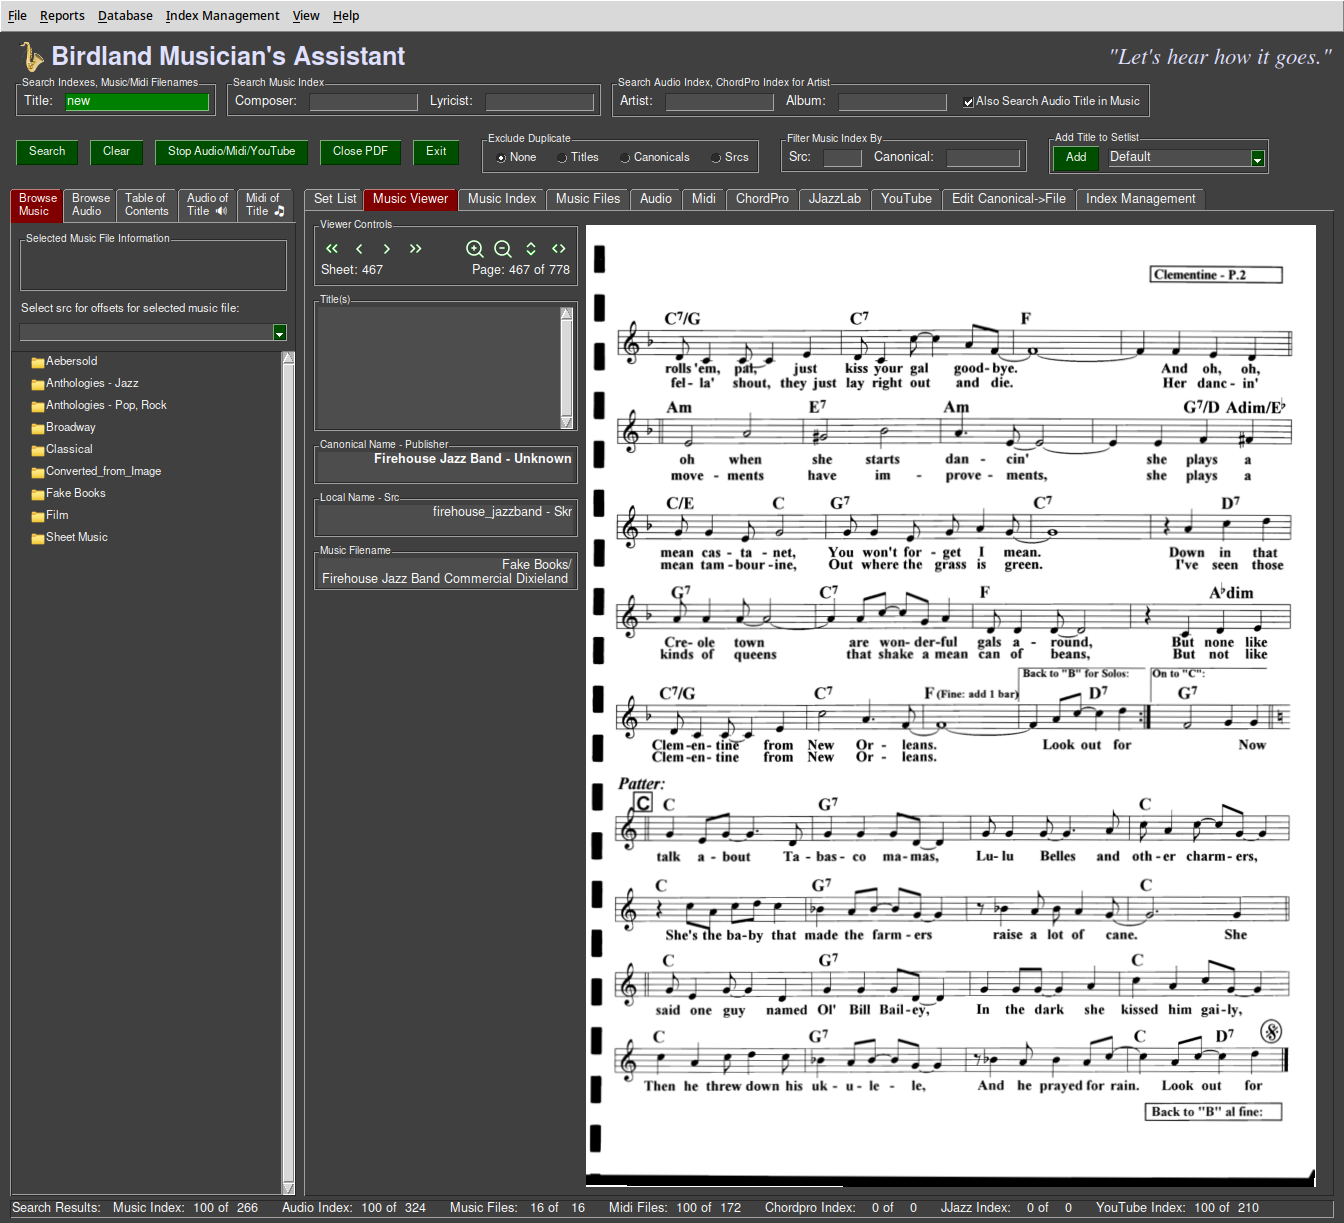 File Reports Database Index Management View Help
Birdland Musician's Assistant
"Let's hear how it goes."
Search Indexes, Music/Midi Filenames
Title: new
Search Music Index
Composer: Lyricist:
Search Audio Index, ChordPro Index for Artist
Artist: Album: Also Search Audio Title in Music
Search Clear Stop Audio/Midi/YouTube Close PDF Exit
Exclude Duplicate
None Titles Canonicals Srcs
Filter Music Index By
Src: Canonical:
Add Title to Setlist
Add Default
Browse Music Browse Audio Table of Contents Audio of Title Midi of Title
Set List Music Viewer Music Index Music Files Audio Midi ChordPro JJazzLab YouTube Edit Canonical->File Index Management
Selected Music File Information
Select src for offsets for selected music file:
Aebersold
Anthologies - Jazz
Anthologies - Pop, Rock
Broadway
Classical
Converted_from_Image
Fake Books
Film
Sheet Music
Viewer Controls
Sheet: 467 Page: 467 of 778
Title(s)
Canonical Name - Publisher
Firehouse Jazz Band - Unknown
Local Name - Src
firehouse_jazzband - Skr
Music Filename
Fake Books/
Firehouse Jazz Band Commercial Dixieland
Clementine - P.2
C7/G C7 F
rolls 'em, pal, just kiss your gal good-bye. And oh, oh,
fel- la' shout, they just lay right out and die. Her danc - in'
Am E7 Am G7/D Adim/E♭
oh when she starts dan - cin' she plays a
move - ments have im - prove - ments, she plays a
C/E C G7 C7 D7
mean cas - ta - net, You won't for - get I mean. Down in that
mean tam - bour - ine, Out where the grass is green. I've seen those
G7 C7 F A♭dim
Cre- ole town are won- der-ful gals a - round, But none like
kinds of queens that shake a mean can of beans, But not like
Back to "B" for Solos: On to "C":
C7/G C7 F (Fine: add 1 bar) D7 G7
Clem-en- tine from New Or - leans. Look out for Now
Clem-en- tine from New Or - leans.
Patter:
C C G7 C
talk a - bout Ta - bas - co ma-mas, Lu- lu Belles and oth - er charm - ers,
C G7 C
She's the ba-by that made the farm - ers raise a lot of cane. She
C G7 C
said one guy named Ol' Bill Bail-ey, In the dark she kissed him gai-ly,
C G7 C D7
Then he threw down his uk - u - le - le, And he prayed for rain. Look out for
Back to "B" al fine:
Search Results: Music Index: 100 of 266 Audio Index: 100 of 324 Music Files: 16 of 16 Midi Files: 100 of 172 Chordpro Index: 0 of 0 JJazz Index: 0 of 0 YouTube Index: 100 of 210